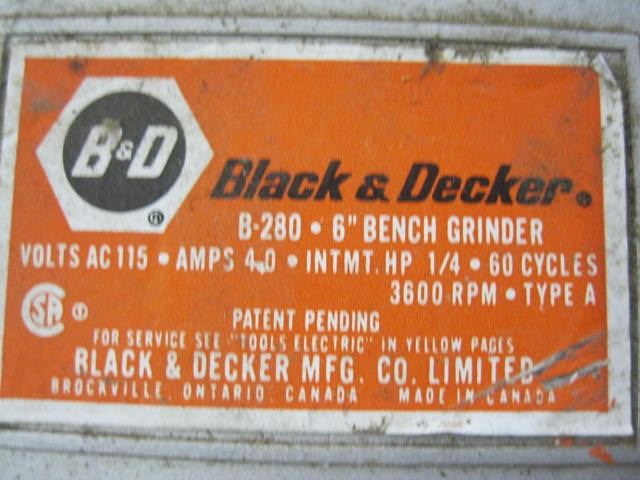 B&D ®
Black & Decker®
B-280 • 6" BENCH GRINDER
VOLTS AC 115 • AMPS 4.0 • INTMT. HP 1/4 • 60 CYCLES
3600 RPM • TYPE A
SA ®
PATENT PENDING
FOR SERVICE SEE "TOOLS ELECTRIC" IN YELLOW PAGES
BLACK & DECKER MFG. CO. LIMITED
BROCKVILLE, ONTARIO, CANADA MADE IN CANADA